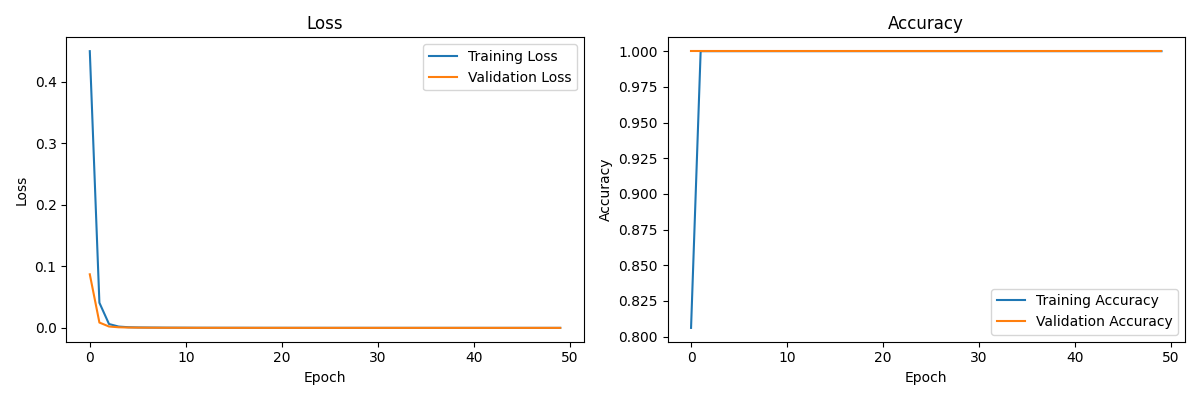 Loss
Training Loss
Validation Loss
0.4
0.3
0.2
0.1
0.0
Loss
0 10 20 30 40 50
Epoch
Accuracy
1.000
0.975
0.950
0.925
0.900
0.875
0.850
0.825
0.800
Accuracy
Training Accuracy
Validation Accuracy
0 10 20 30 40 50
Epoch